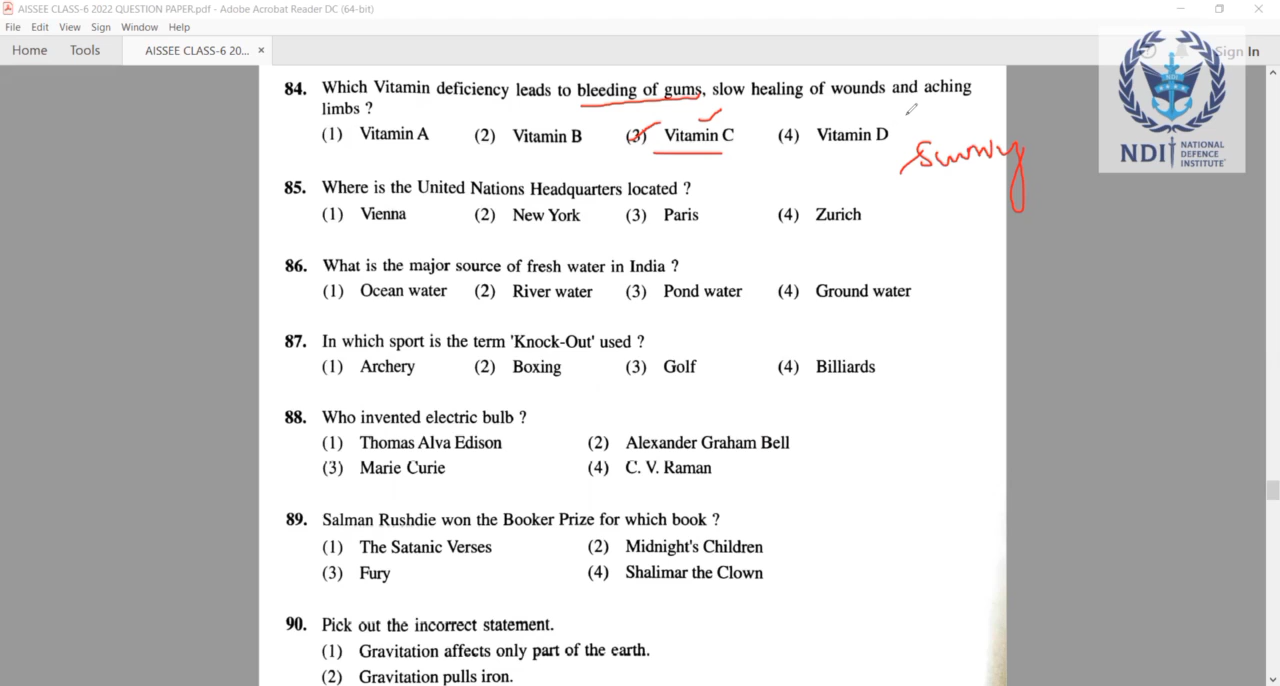 AISSEE CLASS-6 2022 QUESTION PAPER.pdf - Adobe Acrobat Reader DC (64-bit)
File Edit View Sign Window Help
Home Tools AISSEE CLASS-6 20... × Sign In
NDI
NDI NATIONAL DEFENCE INSTITUTE
84. Which Vitamin deficiency leads to bleeding of gums, slow healing of wounds and aching
limbs ?
(1) Vitamin A (2) Vitamin B (3) Vitamin C (4) Vitamin D
85. Where is the United Nations Headquarters located ?
(1) Vienna (2) New York (3) Paris (4) Zurich
86. What is the major source of fresh water in India ?
(1) Ocean water (2) River water (3) Pond water (4) Ground water
87. In which sport is the term 'Knock-Out' used ?
(1) Archery (2) Boxing (3) Golf (4) Billiards
88. Who invented electric bulb ?
(1) Thomas Alva Edison (2) Alexander Graham Bell
(3) Marie Curie (4) C. V. Raman
89. Salman Rushdie won the Booker Prize for which book ?
(1) The Satanic Verses (2) Midnight's Children
(3) Fury (4) Shalimar the Clown
90. Pick out the incorrect statement.
(1) Gravitation affects only part of the earth.
(2) Gravitation pulls iron.